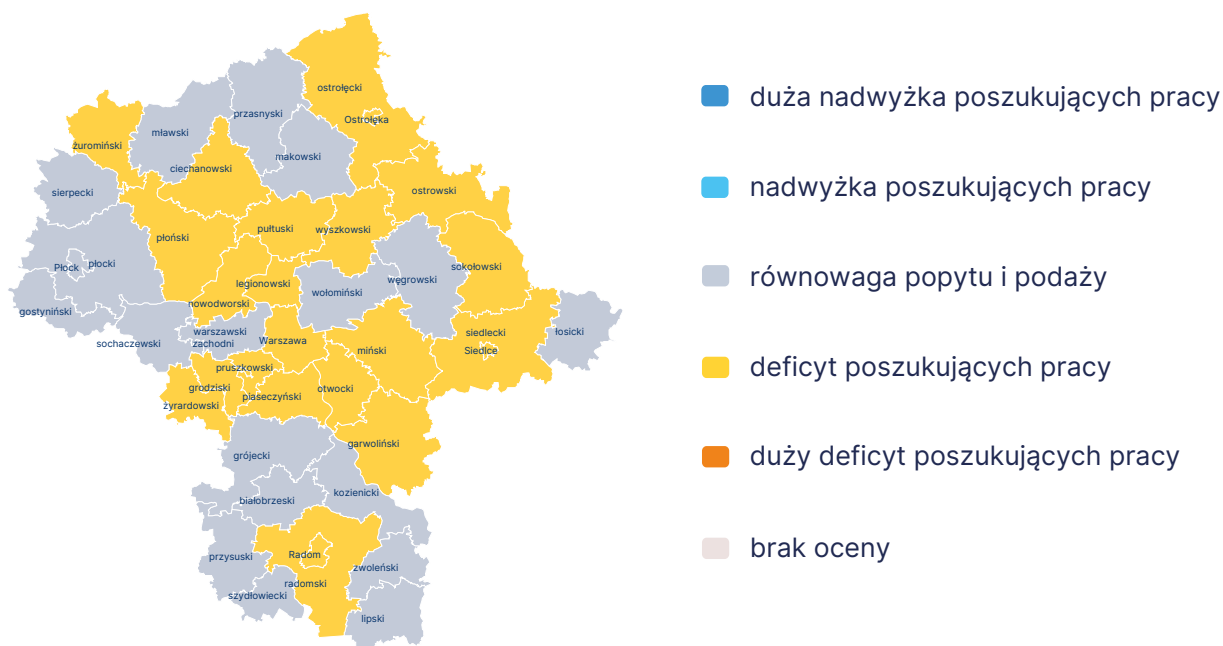 ostrołęcki
Ostrołęka
przasnyski
mławski
żuromiński
makowski
ciechanowski
sierpecki
ostrowski
pułtuski
wyszkowski
płoński
Płock
płocki
sokołowski
węgrowski
legionowski
wołomiński
nowodworski
gostyniński
sochaczewski
warszawski
zachodni
Warszawa
siedlecki
Siedlce
łosicki
miński
pruszkowski
grodziski
otwocki
piaseczyński
żyrardowski
garwoliński
grójecki
kozienicki
białobrzeski
przysuski
Radom
zwoleński
radomski
szydłowiecki
lipski
duża nadwyżka poszukujących pracy
nadwyżka poszukujących pracy
równowaga popytu i podaży
deficyt poszukujących pracy
duży deficyt poszukujących pracy
brak oceny